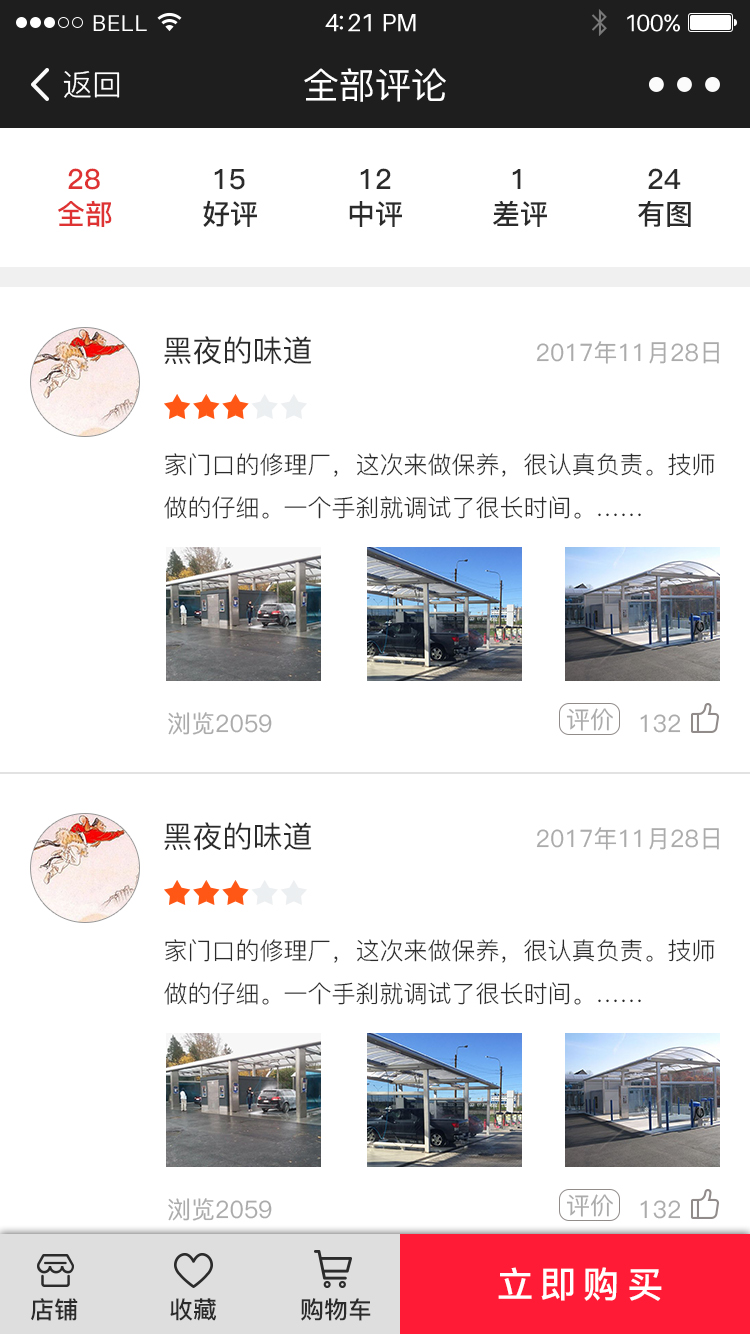 BELL 4:21 PM 100%
返回 全部评论
28 15 12 1 24
全部 好评 中评 差评 有图
黑夜的味道 2017年11月28日
家门口的修理厂，这次来做保养，很认真负责。技师
做的仔细。一个手刹就调试了很长时间。……
浏览2059 评价 132
黑夜的味道 2017年11月28日
家门口的修理厂，这次来做保养，很认真负责。技师
做的仔细。一个手刹就调试了很长时间。……
浏览2059 评价 132
店铺 收藏 购物车 立即购买